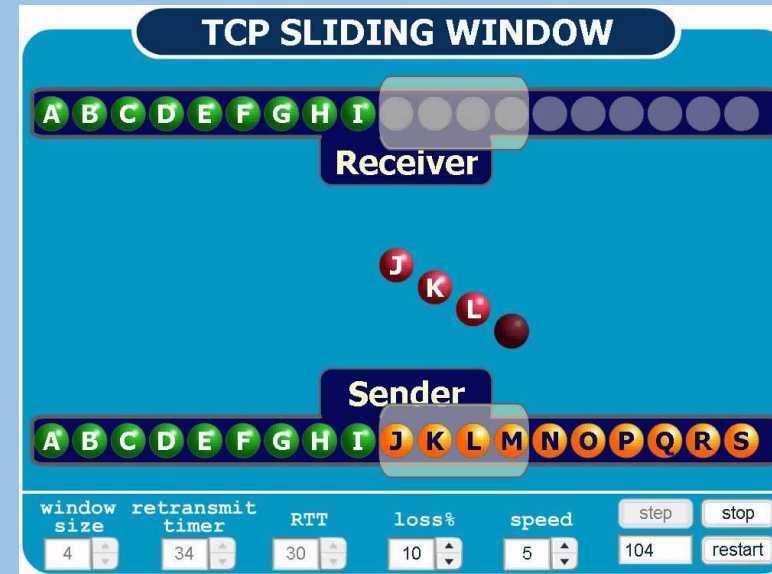 TCP SLIDING WINDOW
A B C D E F G H I
Receiver
J
K
L
Sender
A B C D E F G H I J K L M N O P Q R S
window size
retransmit timer
RTT
loss%
speed
step
stop
4
34
30
10
5
104
restart